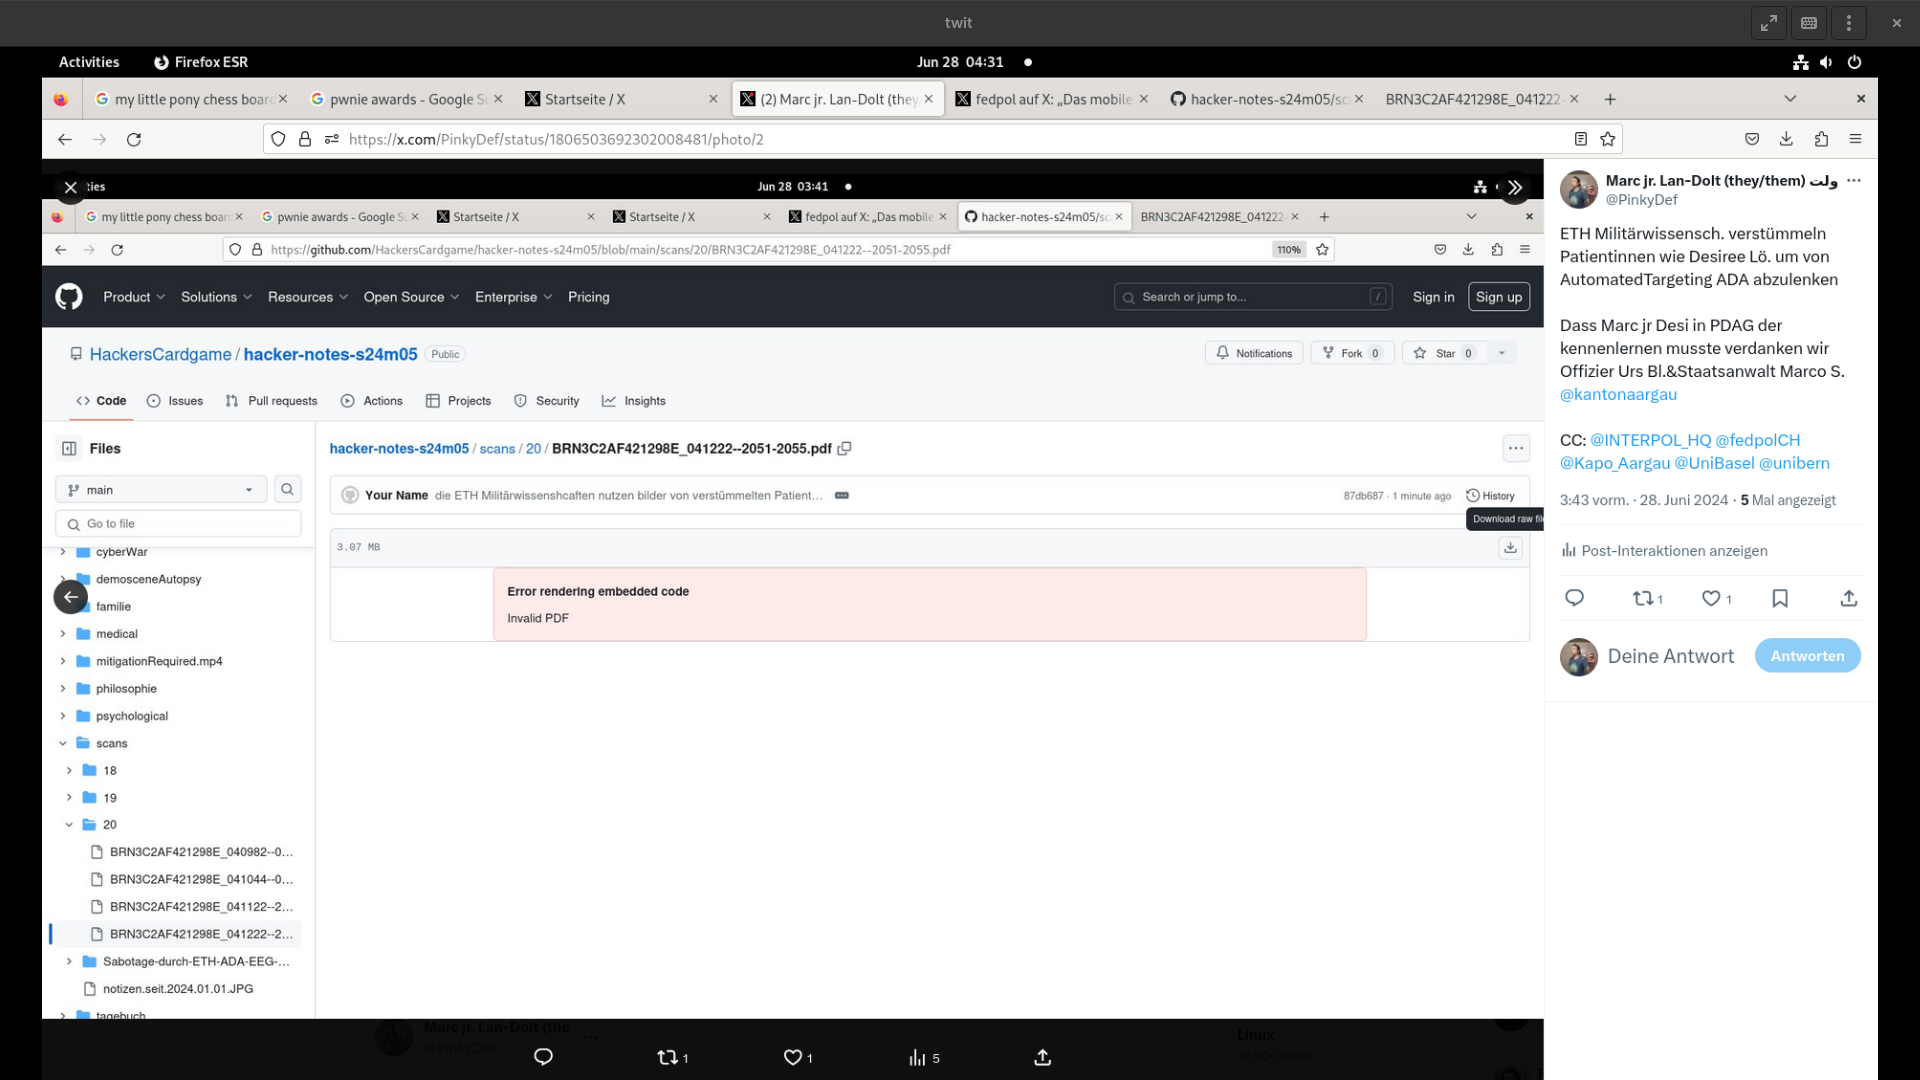 twit
Activities Firefox ESR Jun 28 04:31
my little pony chess boar pwnie awards - Google Su Startseite / X (2) Marc jr. Lan-Dolt (they fedpol auf X: „Das mobile hacker-notes-s24m05/sc BRN3C2AF421298E_041222-
https://x.com/PinkyDef/status/1806503692302008481/photo/2
ties Jun 28 03:41
my little pony chess boar pwnie awards - Google S Startseite / X Startseite / X fedpol auf X: „Das mobile hacker-notes-s24m05/sc BRN3C2AF421298E_041222-
https://github.com/HackersCardgame/hacker-notes-s24m05/blob/main/scans/20/BRN3C2AF421298E_041222--2051-2055.pdf 110%
Product Solutions Resources Open Source Enterprise Pricing Search or jump to... / Sign in Sign up
HackersCardgame / hacker-notes-s24m05 Public Notifications Fork 0 Star 0
Code Issues Pull requests Actions Projects Security Insights
Files
main
Go to file
cyberWar
demosceneAutopsy
familie
medical
mitigationRequired.mp4
philosophie
psychological
scans
18
19
20
BRN3C2AF421298E_040982--0...
BRN3C2AF421298E_041044--0...
BRN3C2AF421298E_041122--2...
BRN3C2AF421298E_041222--2...
Sabotage-durch-ETH-ADA-EEG-...
notizen.seit.2024.01.01.JPG
tagebuch
hacker-notes-s24m05 / scans / 20 / BRN3C2AF421298E_041222--2051-2055.pdf
Your Name die ETH Militärwissenshcaften nutzen bilder von verstümmelten Patient... 87db687 · 1 minute ago History
Download raw file
3.07 MB
Error rendering embedded code
Invalid PDF
Marc jr. Lan-Dolt (they/them) ولت
@PinkyDef
ETH Militärwissensch. verstümmeln
Patientinnen wie Desiree Lö. um von
AutomatedTargeting ADA abzulenken
Dass Marc jr Desi in PDAG der
kennenlernen musste verdanken wir
Offizier Urs Bl.&Staatsanwalt Marco S.
@kantonaargau
CC: @INTERPOL_HQ @fedpolCH
@Kapo_Aargau @UniBasel @unibern
3:43 vorm. · 28. Juni 2024 · 5 Mal angezeigt
Post-Interaktionen anzeigen
1 1
Deine Antwort Antworten
Marc jr. Lan-Dolt (the
@PinkyDef
Linux
1 1 5